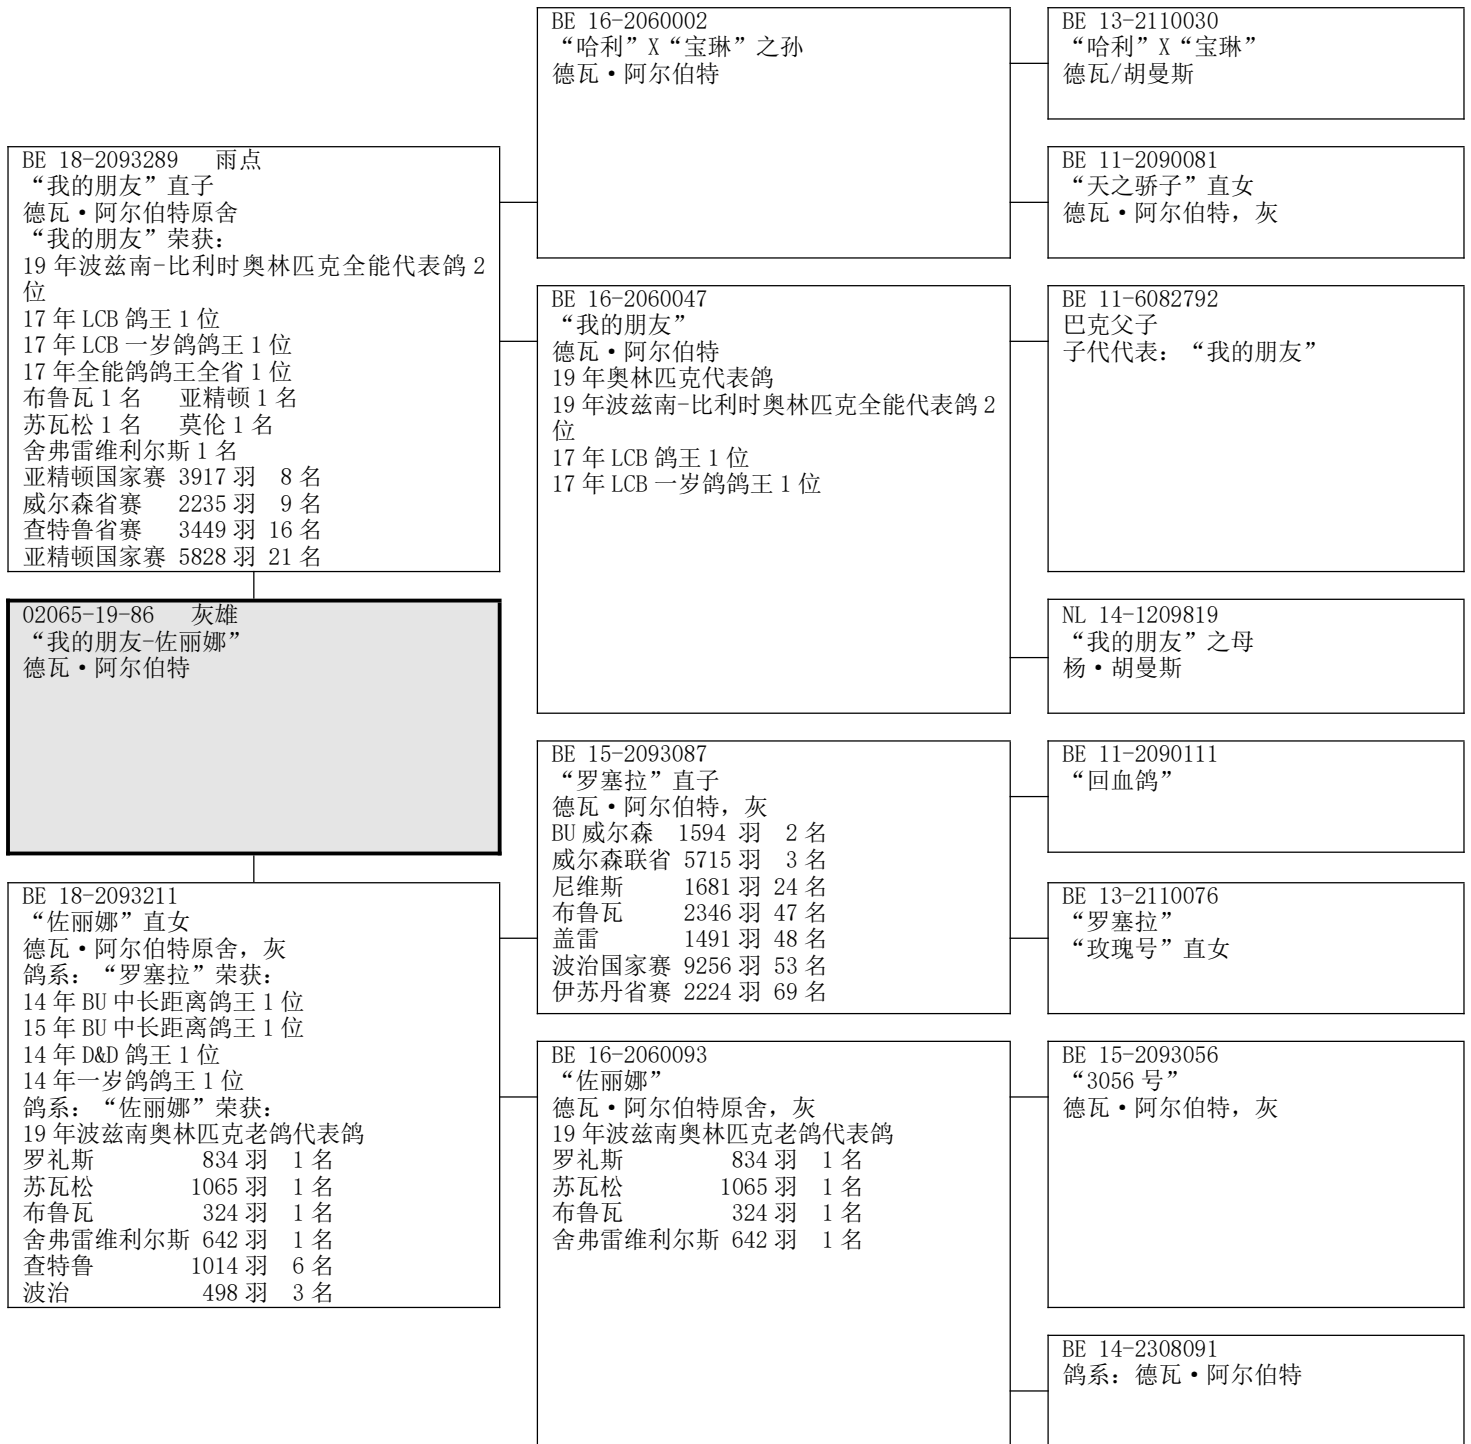 BE 18-2093289 雨点
“我的朋友”直子
德瓦•阿尔伯特原舍
“我的朋友”荣获：
19 年波兹南-比利时奥林匹克全能代表鸽 2
位
17 年 LCB 鸽王 1 位
17 年 LCB 一岁鸽鸽王 1 位
17 年全能鸽鸽王全省 1 位
布鲁瓦 1 名 亚精顿 1 名
苏瓦松 1 名 莫伦 1 名
舍弗雷维利尔斯 1 名
亚精顿国家赛 3917 羽 8 名
威尔森省赛 2235 羽 9 名
查特鲁省赛 3449 羽 16 名
亚精顿国家赛 5828 羽 21 名
02065-19-86 灰雄
“我的朋友-佐丽娜”
德瓦•阿尔伯特
BE 18-2093211
“佐丽娜”直女
德瓦•阿尔伯特原舍，灰
鸽系：“罗塞拉”荣获：
14 年 BU 中长距离鸽王 1 位
15 年 BU 中长距离鸽王 1 位
14 年 D&D 鸽王 1 位
14 年一岁鸽鸽王 1 位
鸽系：“佐丽娜”荣获：
19 年波兹南奥林匹克老鸽代表鸽
罗礼斯 834 羽 1 名
苏瓦松 1065 羽 1 名
布鲁瓦 324 羽 1 名
舍弗雷维利尔斯 642 羽 1 名
查特鲁 1014 羽 6 名
波治 498 羽 3 名
BE 16-2060002
“哈利”X“宝琳”之孙
德瓦•阿尔伯特
BE 16-2060047
“我的朋友”
德瓦•阿尔伯特
19 年奥林匹克代表鸽
19 年波兹南-比利时奥林匹克全能代表鸽 2
位
17 年 LCB 鸽王 1 位
17 年 LCB 一岁鸽鸽王 1 位
BE 15-2093087
“罗塞拉”直子
德瓦•阿尔伯特，灰
BU 威尔森 1594 羽 2 名
威尔森联省 5715 羽 3 名
尼维斯 1681 羽 24 名
布鲁瓦 2346 羽 47 名
盖雷 1491 羽 48 名
波治国家赛 9256 羽 53 名
伊苏丹省赛 2224 羽 69 名
BE 16-2060093
“佐丽娜”
德瓦•阿尔伯特原舍，灰
19 年波兹南奥林匹克老鸽代表鸽
罗礼斯 834 羽 1 名
苏瓦松 1065 羽 1 名
布鲁瓦 324 羽 1 名
舍弗雷维利尔斯 642 羽 1 名
BE 13-2110030
“哈利”X“宝琳”
德瓦/胡曼斯
BE 11-2090081
“天之骄子”直女
德瓦•阿尔伯特，灰
BE 11-6082792
巴克父子
子代代表：“我的朋友”
NL 14-1209819
“我的朋友”之母
杨•胡曼斯
BE 11-2090111
“回血鸽”
BE 13-2110076
“罗塞拉”
“玫瑰号”直女
BE 15-2093056
“3056 号”
德瓦•阿尔伯特，灰
BE 14-2308091
鸽系：德瓦•阿尔伯特